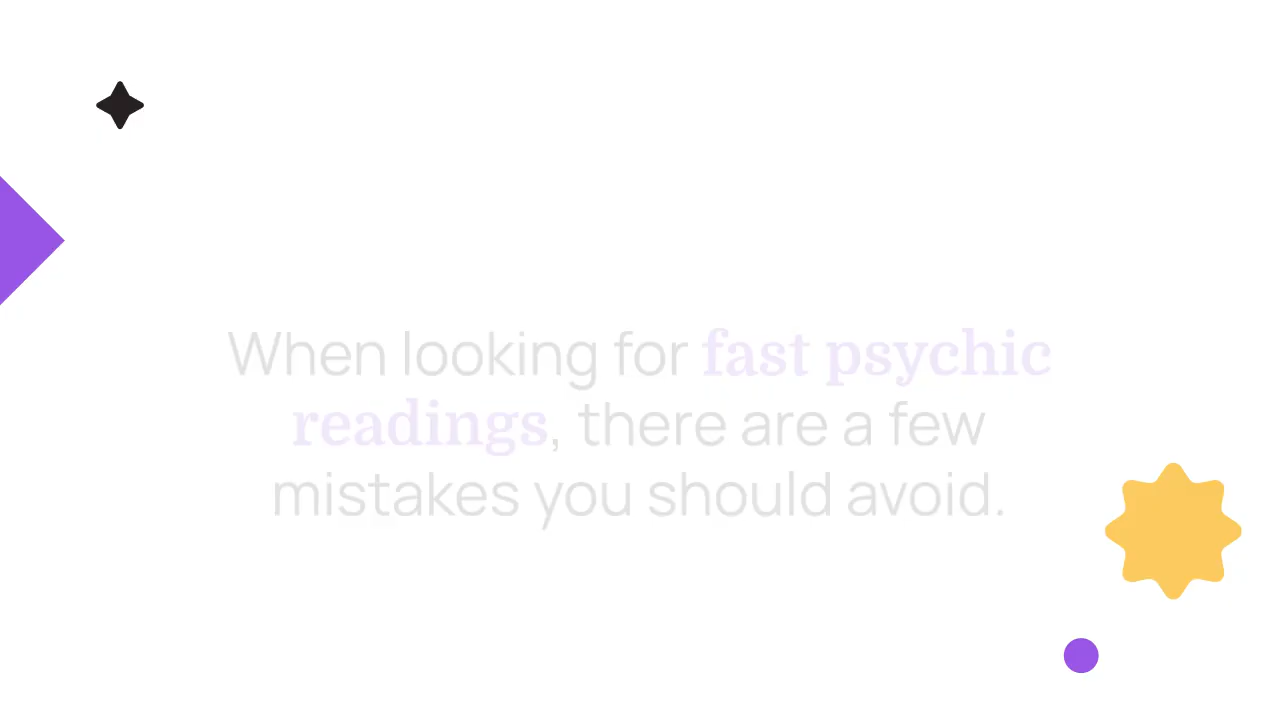 When looking for fast psychic
readings, there are a few
mistakes you should avoid.